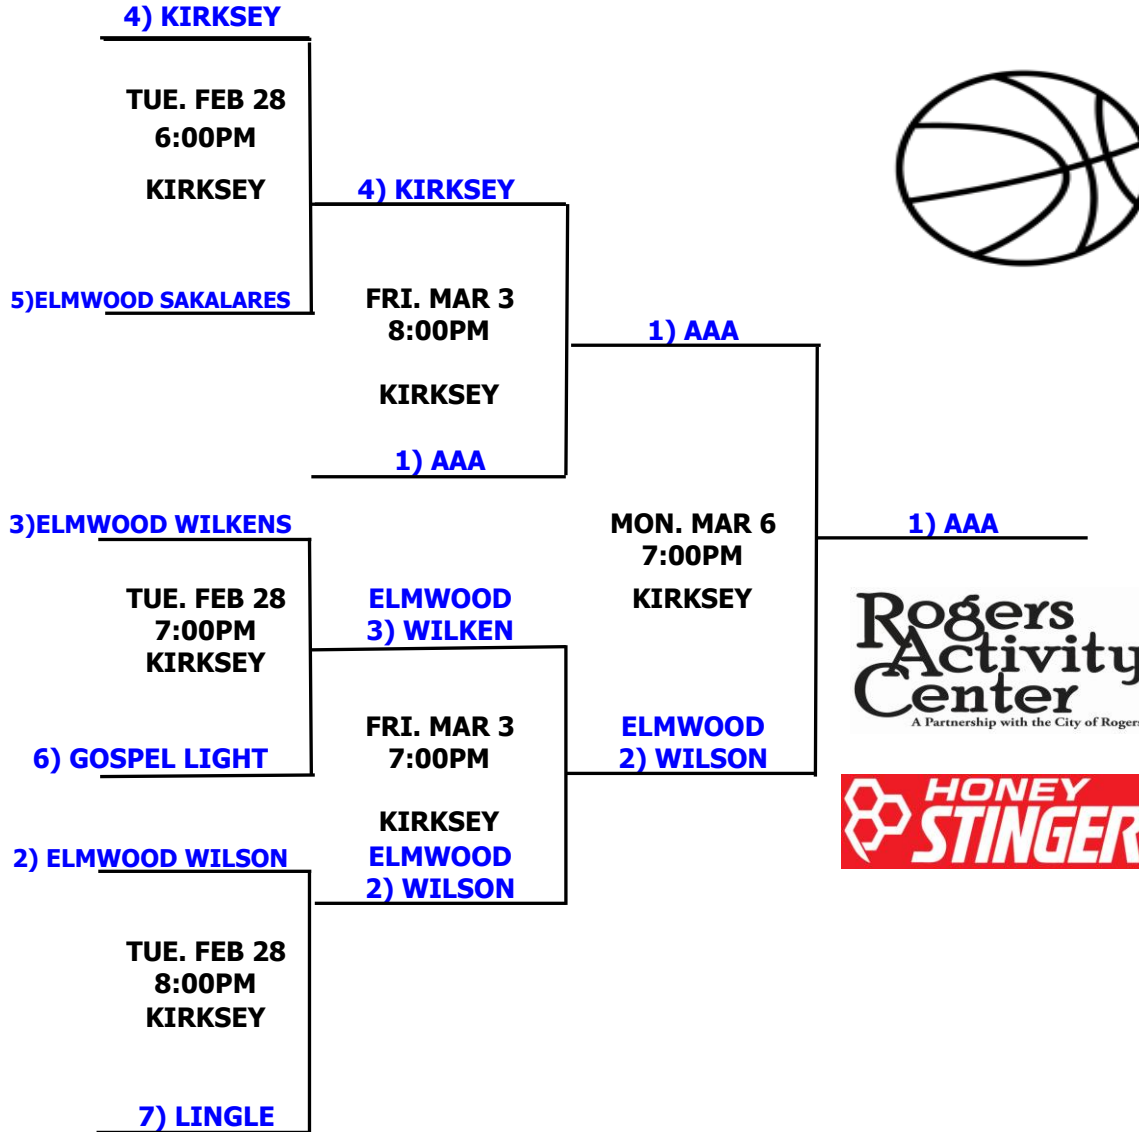 4) KIRKSEY
TUE. FEB 28
6:00PM
KIRKSEY
4) KIRKSEY
5)ELMWOOD SAKALARES
FRI. MAR 3
8:00PM
1) AAA
KIRKSEY
1) AAA
3)ELMWOOD WILKENS
MON. MAR 6
7:00PM
1) AAA
TUE. FEB 28
7:00PM
KIRKSEY
ELMWOOD
3) WILKEN
KIRKSEY
Rogers
Activity
Center
A Partnership with the City of Rogers
6) GOSPEL LIGHT
FRI. MAR 3
7:00PM
ELMWOOD
2) WILSON
HONEY
STINGER
KIRKSEY
2) ELMWOOD WILSON
ELMWOOD
2) WILSON
TUE. FEB 28
8:00PM
KIRKSEY
7) LINGLE